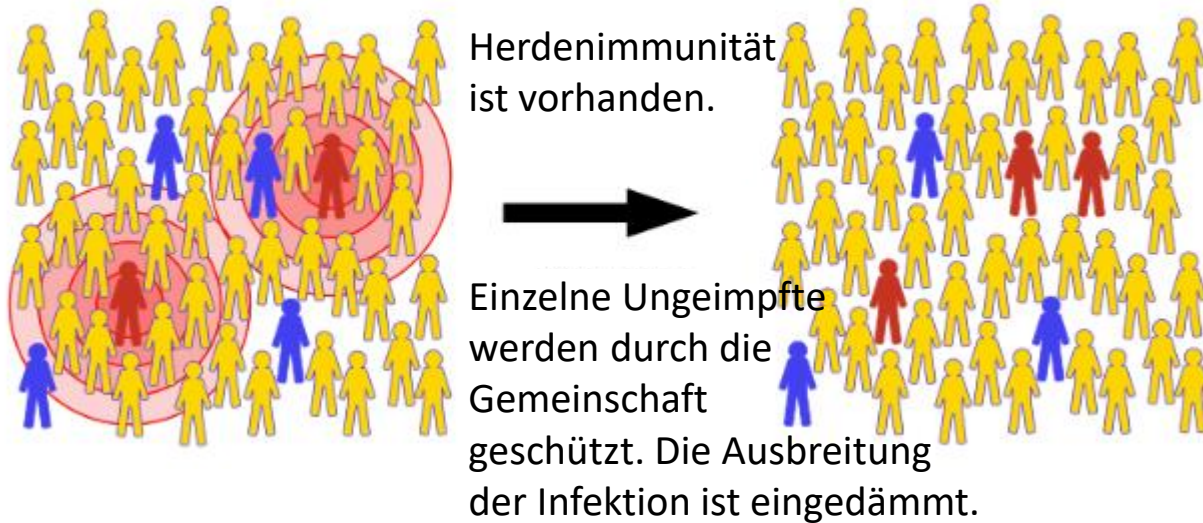 Herdenimmunität
ist vorhanden.
Einzelne Ungeimpfte
werden durch die
Gemeinschaft
geschützt. Die Ausbreitung
der Infektion ist eingedämmt.